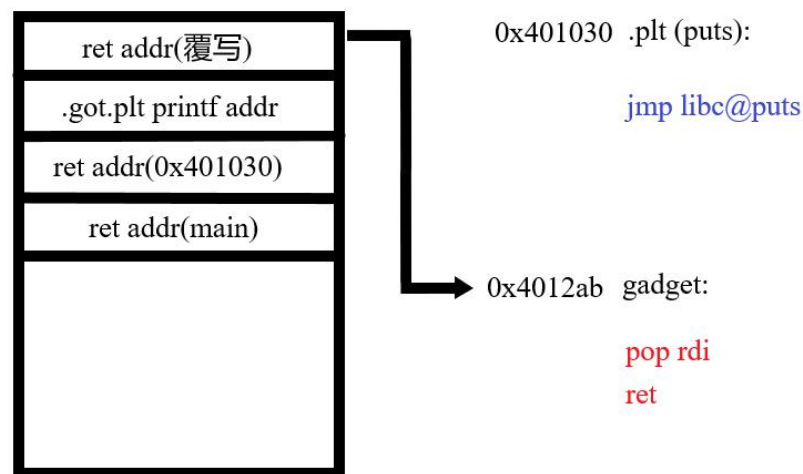 ret addr(覆写)
.got.plt printf addr
ret addr(0x401030)
ret addr(main)
0x401030 .plt (puts):
jmp libc@puts
0x4012ab gadget:
pop rdi
ret